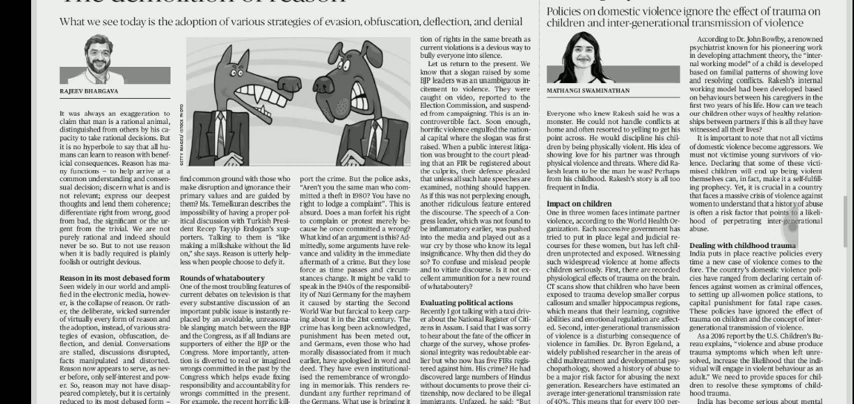 The demolition of reason
What we see today is the adoption of various strategies of evasion, obfuscation, deflection, and denial
RAJEEV BHARGAVA
It was always an exaggeration to
claim that man is a rational animal,
distinguished from others by his ca-
pacity to take rational decisions. But
it is no hyperbole to say that all hu-
mans can learn to reason with benef-
icial consequences. Reason has ma-
ny functions – to help arrive at a
common understanding and consen-
sual decision; discern what is and is
not relevant; express our deepest
thoughts and lend them coherence;
differentiate right from wrong, good
from bad, the significant or the ur-
gent from the trivial. We are not
purely rational and indeed should
never be so. But to not use reason
when it is badly required is plainly
foolish or outright devious.
Reason in its most debased form
Seen widely in our world and ampli-
fied in the electronic media, howev-
er, is the collapse of reason. Or rath-
er, the deliberate, wicked surrender
of virtually every form of reason and
the adoption, instead, of various stra-
tegies of evasion, obfuscation, de-
flection, and denial. Conversations
are stalled, discussions disrupted,
facts manipulated and distorted.
Reason now appears to serve, as nev-
er before, only self-interest and pow-
er. So, reason may not have disap-
peared completely, but it is certainly
reduced to its most debased form –
GETTY IMAGES/ ISTOCK PHOTO
find common ground with those who
make disruption and ignorance their
primary values and are guided by
them? Ms. Temelkuran describes the
impossibility of having a proper pol-
itical discussion with Turkish Presi-
dent Recep Tayyip Erdogan's sup-
porters. Talking to them is "like
making a milkshake without the lid
on," she says. Reason is utterly help-
less when people choose to defy it.
Rounds of whataboutery
One of the most troubling features of
current debates on television is that
every substantive discussion of an
important public issue is instantly re-
placed by an avoidable, unreasona-
ble slanging match between the BJP
and the Congress, as if all Indians are
supporters of either the BJP or the
Congress. More importantly, atten-
tion is diverted to real or imagined
wrongs committed in the past by the
Congress which helps evade fixing
responsibility and accountability for
wrongs committed in the present.
For example, the recent horrific kill-
port the crime. But the police asks,
"Aren't you the same man who com-
mitted a theft in 1980? You have no
right to lodge a complaint". This is
absurd. Does a man forfeit his right
to complain or protest merely be-
cause he once committed a wrong?
What kind of an argument is this? Ad-
mittedly, some arguments have rele-
vance and validity in the immediate
aftermath of a crime. But they lose
force as time passes and circum-
stances change. It might be valid to
speak in the 1940s of the responsibil-
ity of Nazi Germany for the mayhem
it caused by starting the Second
World War but farcical to keep carp-
ing about it in the 21st century. The
crime has long been acknowledged,
punishment has been meted out,
and Germans, even those who had
morally dissociated from it much
earlier, have apologised in word and
deed. They have even institutional-
ised the remembrance of wrongdo-
ing in memorials. This renders re-
dundant any further reprimand of
the Germans. What use is bringing it
tion of rights in the same breath as
current violations is a devious way to
bully everyone into silence.
Let us return to the present. We
know that a slogan raised by some
BJP leaders was an unambiguous in-
citement to violence. They were
caught on video, reported to the
Election Commission, and suspend-
ed from campaigning. This is an in-
controvertible fact. Soon enough,
horrific violence engulfed the nation-
al capital where the slogan was first
raised. When a public interest litiga-
tion was brought to the court plead-
ing that an FIR be registered about
the culprits, their defence pleaded
that unless all such hate speeches are
examined, nothing should happen.
As if this was not perplexing enough,
another ridiculous feature entered
the discourse. The speech of a Con-
gress leader, which was not found to
be inflammatory earlier, was pushed
into the media and played out as a
war cry by those who know its legal
insignificance. Why then did they do
so? To confuse and mislead people
and to vitiate discourse. Is it not ex-
cellent ammunition for a new round
of whataboutery?
Evaluating political actions
Recently I got talking with a taxi driv-
er about the National Register of Citi-
zens in Assam. I said that I was sorry
to hear about the fate of the officer in
charge of the survey, whose profes-
sional integrity was redoubtable earl-
ier but who now has five FIRs regis-
tered against him. His crime? He had
discovered large numbers of Hindus
without documents to prove their ci-
tizenship, now declared to be illegal
immigrants. Unfazed, he said: "But
Policies on domestic violence ignore the effect of trauma on
children and inter-generational transmission of violence
MATHANGI SWAMINATHAN
Everyone who knew Rakesh said he was a
monster. He could not handle conflicts at
home and often resorted to yelling to get his
point across. He would discipline his chil-
dren by being physically violent. His idea of
showing love for his partner was through
physical violence and threats. Where did Ra-
kesh learn to be the man he was? Perhaps
from his childhood. Rakesh's story is all too
frequent in India.
Impact on children
One in three women faces intimate partner
violence, according to the World Health Or-
ganization. Each successive government has
tried to put in place legal and judicial re-
courses for these women, but has left chil-
dren unprotected and exposed. Witnessing
such widespread violence at home affects
children seriously. First, there are recorded
physiological effects of trauma on the brain.
CT scans show that children who have been
exposed to trauma develop smaller corpus
callosum and smaller hippocampus regions,
which means that their learning, cognitive
abilities and emotional regulation are affect-
ed. Second, inter-generational transmission
of violence is a disturbing consequence of
violence in families. Dr. Byron Egeland, a
widely published researcher in the areas of
child maltreatment and developmental psy-
chopathology, showed a history of abuse to
be a major risk factor for abusing the next
generation. Researchers have estimated an
average inter-generational transmission rate
of 40%. This means that for every 100 per-
According to Dr. John Bowlby, a renowned
psychiatrist known for his pioneering work
in developing attachment theory, the "inter-
nal working model" of a child is developed
based on familiar patterns of showing love
and resolving conflicts. Rakesh's internal
working model had been developed based
on behaviours between his caregivers in the
first two years of his life. How can we teach
our children other ways of healthy relation-
ships between partners if this is all they have
witnessed all their lives?
It is important to note that not all victims
of domestic violence become aggressors. We
must not victimise young survivors of vio-
lence. Declaring that some of these victi-
mised children will end up being violent
themselves can, in fact, make it a self-fulfill-
ing prophecy. Yet, it is crucial in a country
that faces a massive crisis of violence against
women to understand that a history of abuse
is often a risk factor that points to a likeli-
hood of perpetrating inter-generational
abuse.
Dealing with childhood trauma
India puts in place reactive policies every
time a new case of violence comes to the
fore. The country's domestic violence poli-
cies have ranged from declaring certain of-
fences against women as criminal offences,
to setting up all-women police stations, to
capital punishment for fatal rape cases.
These policies have ignored the effect of
trauma on children and the concept of inter-
generational transmission of violence.
As a 2016 report by the U.S. Children's Bu-
reau explains, "violence and abuse produce
trauma symptoms which when left unre-
solved, increase the likelihood that the indi-
vidual will engage in violent behaviour as an
adult." We need to provide spaces for chil-
dren to resolve these symptoms of child-
hood trauma.
India has become serious about mental